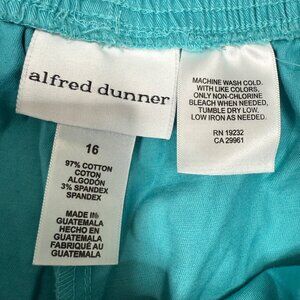 alfred dunner
16
97% COTTON
COTON
ALGODÓN
3% SPANDEX
SPANDEX
MADE IN
GUATEMALA
HECHO EN
GUATEMALA
FABRIQUÉ AU
GUATEMALA
MACHINE WASH COLD.
WITH LIKE COLORS,
ONLY NON-CHLORINE
BLEACH WHEN NEEDED,
TUMBLE DRY LOW,
LOW IRON AS NEEDED.
RN 19232
CA 29961